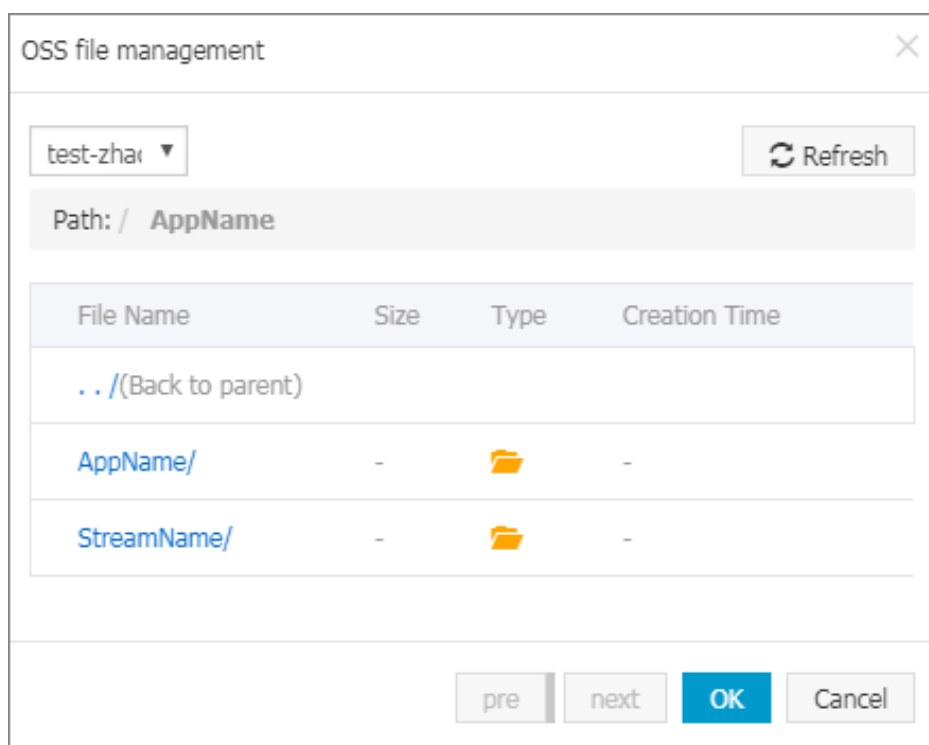 OSS file management
test-zhac Refresh
Path: / AppName
File Name Size Type Creation Time
. . /(Back to parent)
AppName/ - -
StreamName/ - -
pre next OK Cancel